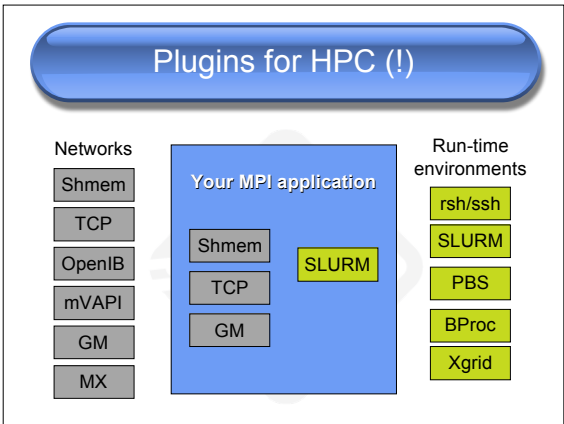 Plugins for HPC (!)
Networks
Shmem
TCP
OpenIB
mVAPI
GM
MX
Your MPI application
Shmem
TCP
GM
SLURM
Run-time
environments
rsh/ssh
SLURM
PBS
BProc
Xgrid